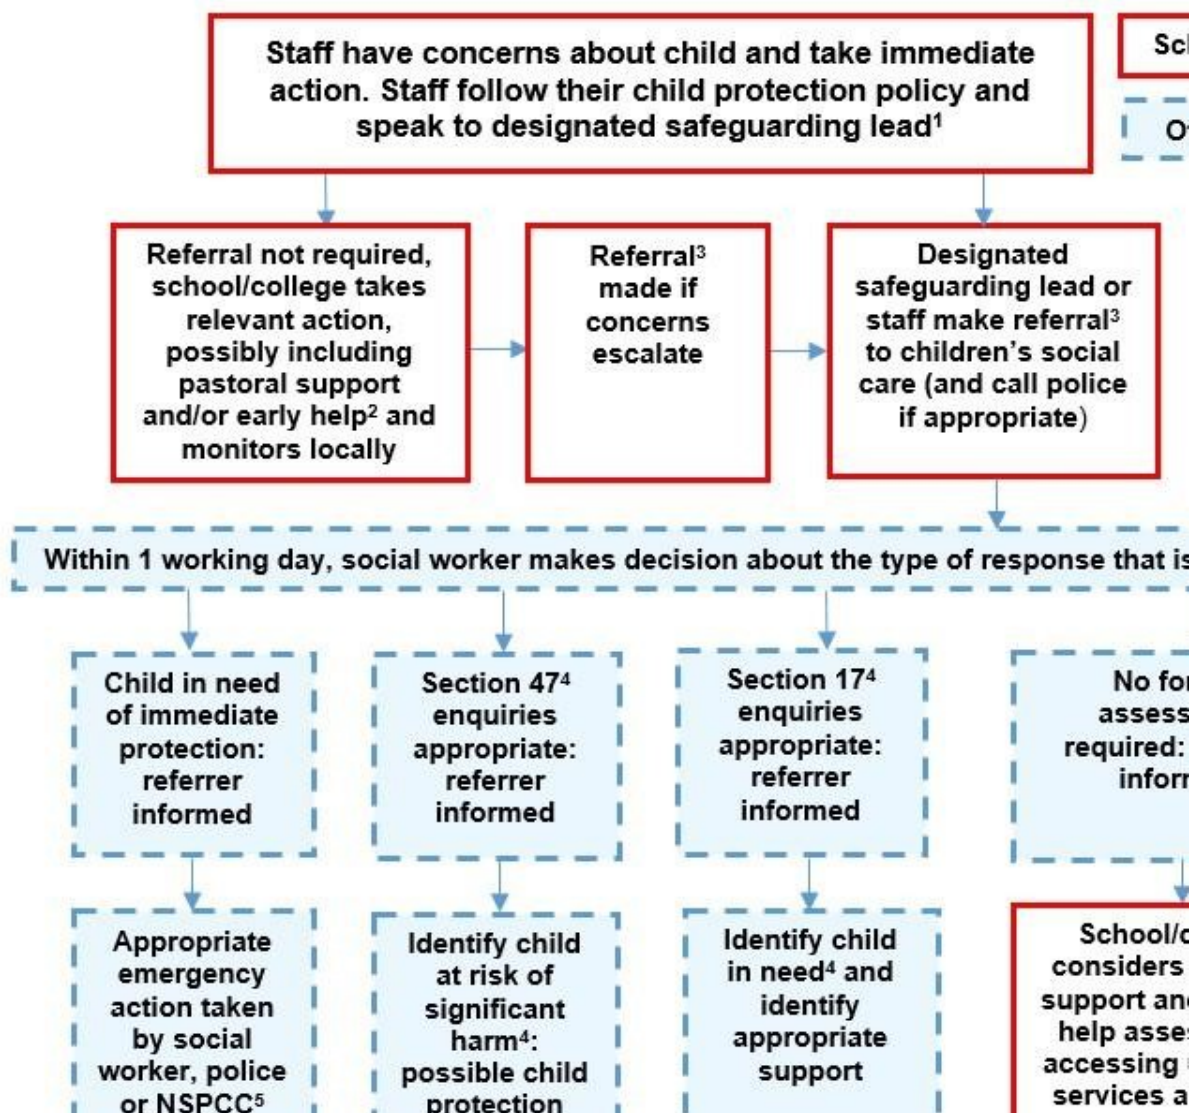 Staff have concerns about child and take immediate
action. Staff follow their child protection policy and
speak to designated safeguarding lead¹
Referral not required,
school/college takes
relevant action,
possibly including
pastoral support
and/or early help² and
monitors locally
Referral³
made if
concerns
escalate
Designated
safeguarding lead or
staff make referral³
to children’s social
care (and call police
if appropriate)
Within 1 working day, social worker makes decision about the type of response that is
Child in need
of immediate
protection:
referrer
informed
Section 47⁴
enquiries
appropriate:
referrer
informed
Section 17⁴
enquiries
appropriate:
referrer
informed
No
required:
Appropriate
emergency
action taken
by social
worker, police
or NSPCC⁵
Identify child
at risk of
significant
harm⁴:
possible child
protection
Identify child
in need⁴ and
identify
appropriate
support
considers
support
help
accessing
services